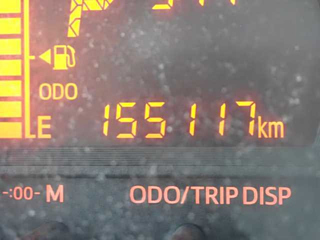 ODO
E 155117km
-:00- M ODO/TRIP DISP